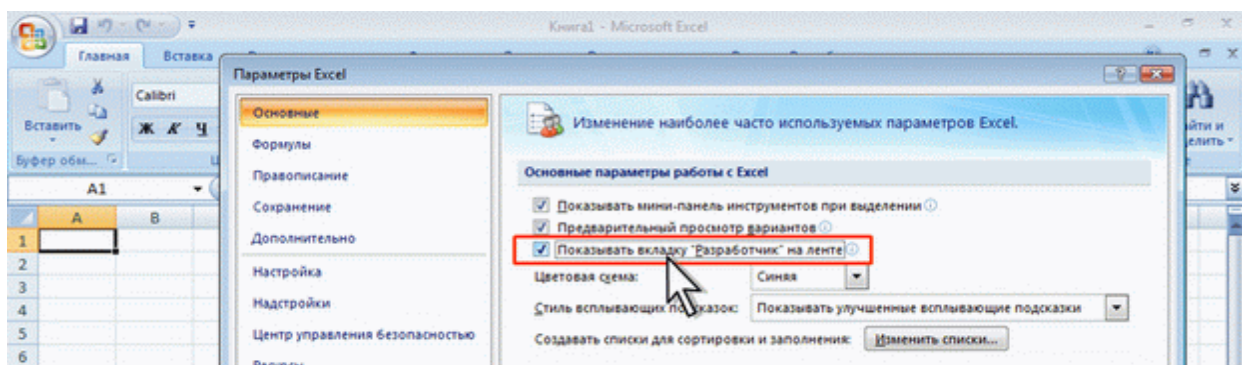 Книга1 - Microsoft Excel
Главная Вставка
Вставить
Calibri
Ж К Ч
Буфер обм...
A1
A B
1
2
3
4
5
6
Параметры Excel
Основные
Формулы
Правописание
Сохранение
Дополнительно
Настройка
Надстройки
Центр управления безопасностью
Изменение наиболее часто используемых параметров Excel.
Основные параметры работы с Excel
Показывать мини-панель инструментов при выделении
Предварительный просмотр вариантов
Показывать вкладку "Разработчик" на ленте
Цветовая схема: Синяя
Стиль всплывающих подсказок: Показывать улучшенные всплывающие подсказки
Создавать списки для сортировки и заполнения: Изменить списки...